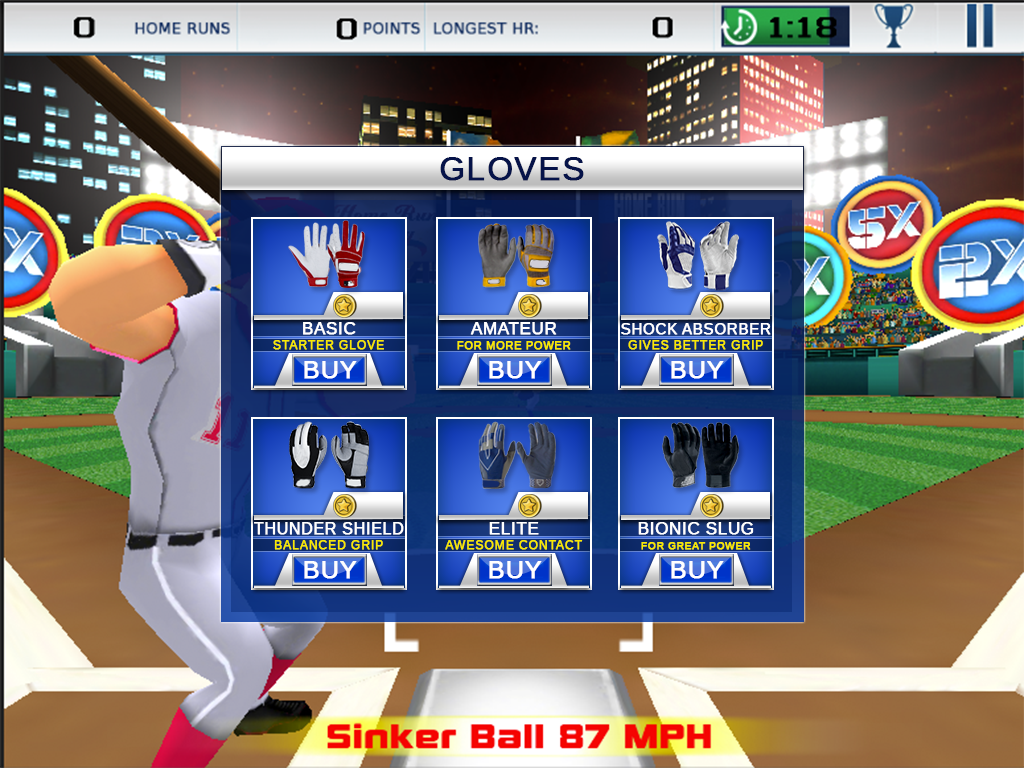 0 HOME RUNS 0 POINTS LONGEST HR: 0 1:18
GLOVES
5X
2X
BASIC
STARTER GLOVE
BUY
AMATEUR
FOR MORE POWER
BUY
SHOCK ABSORBER
GIVES BETTER GRIP
BUY
THUNDER SHIELD
BALANCED GRIP
BUY
ELITE
AWESOME CONTACT
BUY
BIONIC SLUG
FOR GREAT POWER
BUY
Sinker Ball 87 MPH